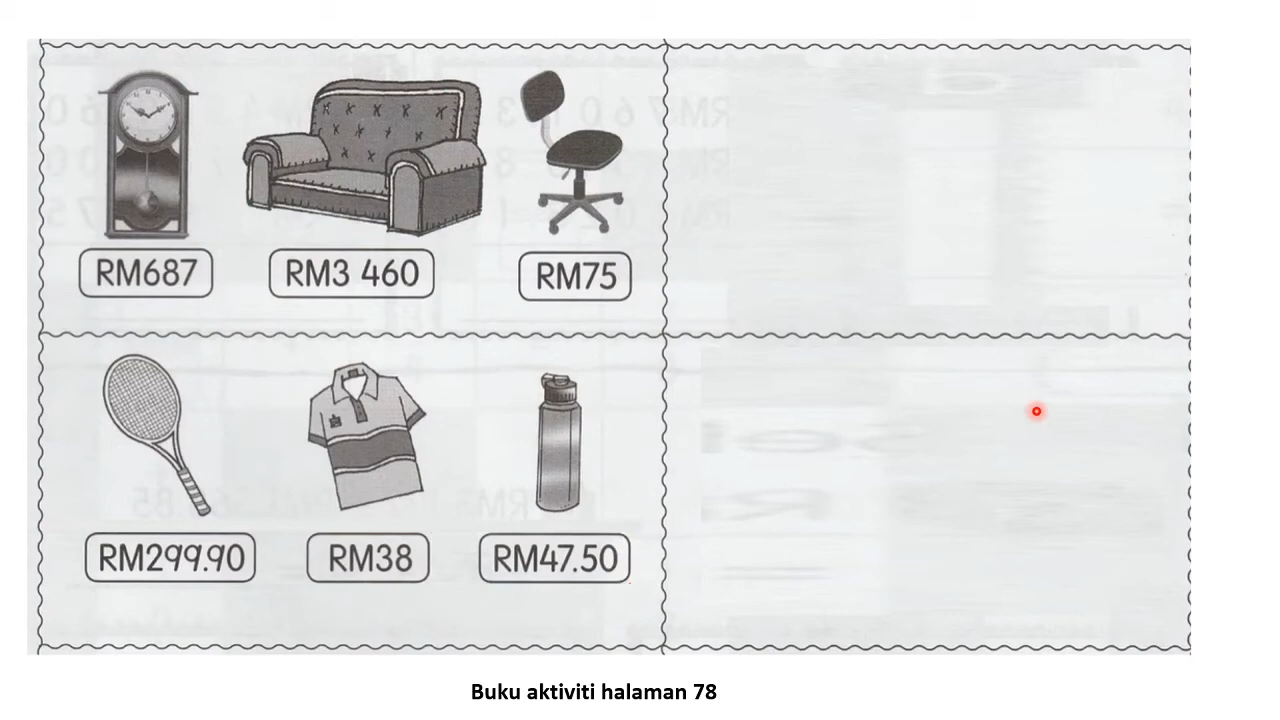 RM687
RM3 460
RM75
RM299.90
RM38
RM47.50
Buku aktiviti halaman 78